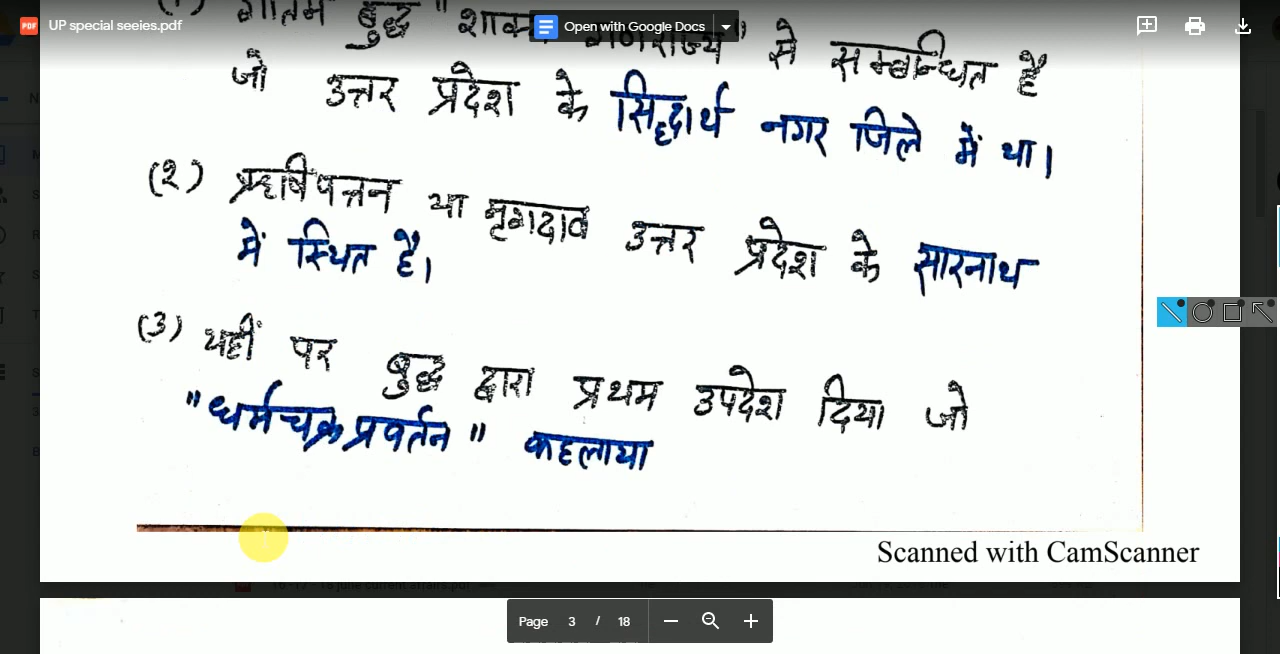 UP special seeies.pdf
Open with Google Docs
बुद्ध "शाक्य गणराज्य" से सम्बन्धित है
जो उत्तर प्रदेश के सिद्धार्थ नगर जिले में था।
(२) ऋषिपत्तन या मृगदाव उत्तर प्रदेश के सारनाथ
में स्थित है।
(3) यहीं पर बुद्ध द्वारा प्रथम उपदेश दिया जो
"धर्मचक्र प्रवर्तन" कहलाया
Scanned with CamScanner
Page 3 / 18